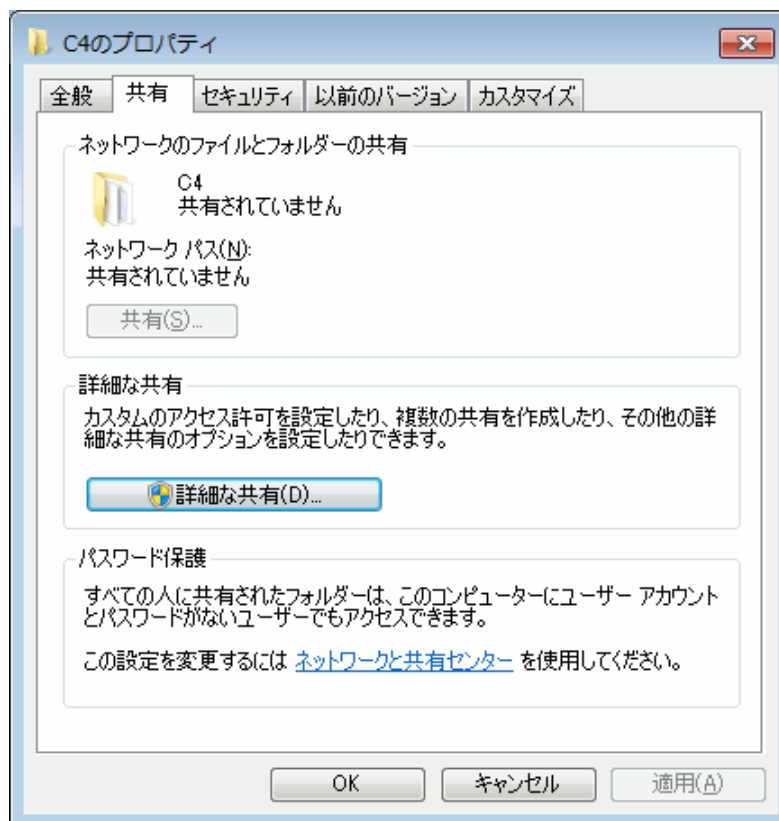 C4のプロパティ
全般 共有 セキュリティ 以前のバージョン カスタマイズ
ネットワークのファイルとフォルダーの共有
C4
共有されていません
ネットワーク パス(N):
共有されていません
共有(S)...
詳細な共有
カスタムのアクセス許可を設定したり、複数の共有を作成したり、その他の詳
細な共有のオプションを設定したりできます。
詳細な共有(D)...
パスワード保護
すべての人に共有されたフォルダーは、このコンピューターにユーザー アカウント
とパスワードがないユーザーでもアクセスできます。
この設定を変更するには ネットワークと共有センター を使用してください。
OK キャンセル 適用(A)